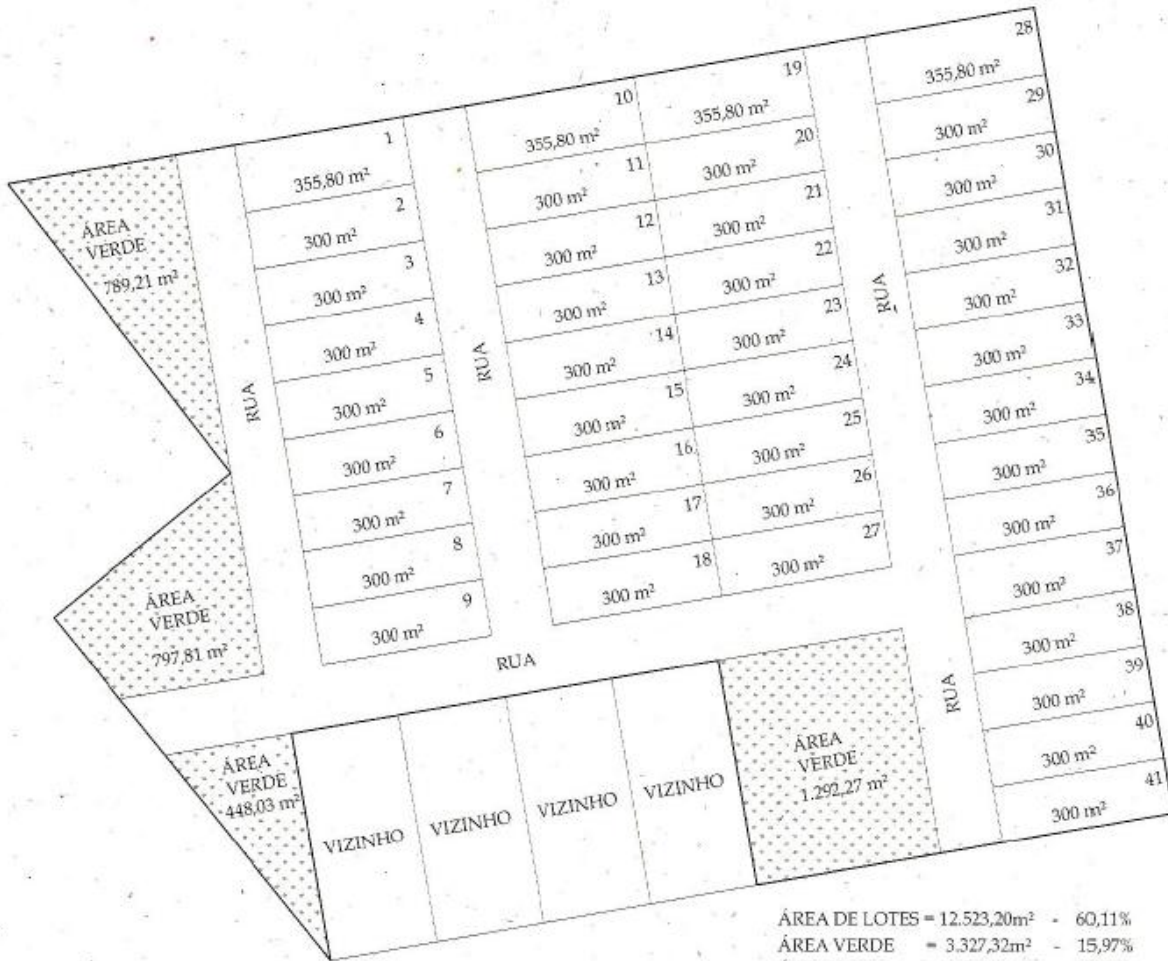 28
355,80 m²
19
355,80 m²
29
300 m²
10
355,80 m²
20
300 m²
30
300 m²
1
355,80 m²
11
300 m²
21
300 m²
31
300 m²
2
300 m²
12
300 m²
22
300 m²
32
300 m²
ÁREA
VERDE
789,21 m²
3
300 m²
13
300 m²
23
300 m²
33
300 m²
4
300 m²
14
300 m²
24
300 m²
34
300 m²
5
300 m²
15
300 m²
25
300 m²
35
300 m²
6
300 m²
16
300 m²
26
300 m²
36
300 m²
7
300 m²
17
300 m²
27
300 m²
37
300 m²
8
300 m²
18
300 m²
38
300 m²
9
300 m²
39
300 m²
40
300 m²
41
300 m²
RUA
RUA
RUA
ÁREA
VERDE
797,81 m²
RUA
RUA
ÁREA
VERDE
448,03 m²
VIZINHO
VIZINHO
VIZINHO
VIZINHO
ÁREA
VERDE
1.292,27 m²
ÁREA DE LOTES = 12.523,20m² - 60,11%
ÁREA VERDE = 3.327,32m² - 15,97%